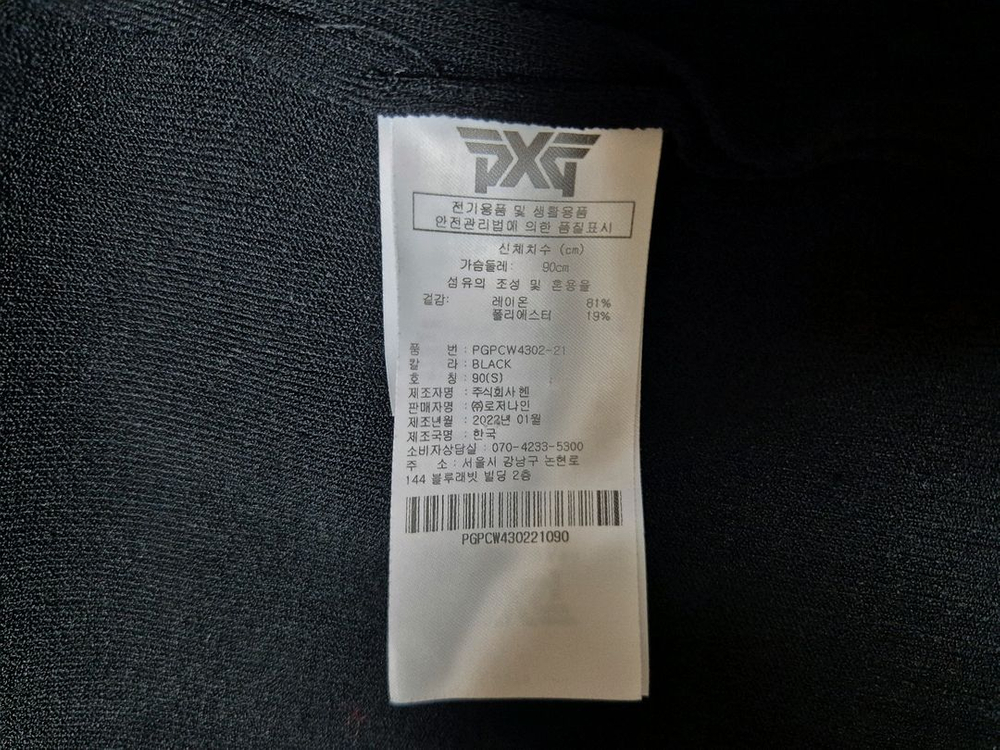 PXG
전기용품 및 생활용품
안전관리법에 의한 품질표시
신체치수 (cm)
가슴둘레: 90cm
섬유의 조성 및 혼용율
겉감: 레이온 81%
폴리에스터 19%
품 번 : PGPCW4302-21
칼 라 : BLACK
호 칭 : 90(S)
제조자명 : 주식회사 헨
판매자명 : ㈜로저나인
제조년월 : 2022년 01월
제조국명 : 한국
소비자상담실 : 070-4233-5300
주 소 : 서울시 강남구 논현로
144 블루래빗 빌딩 2층
PGPCW430221090